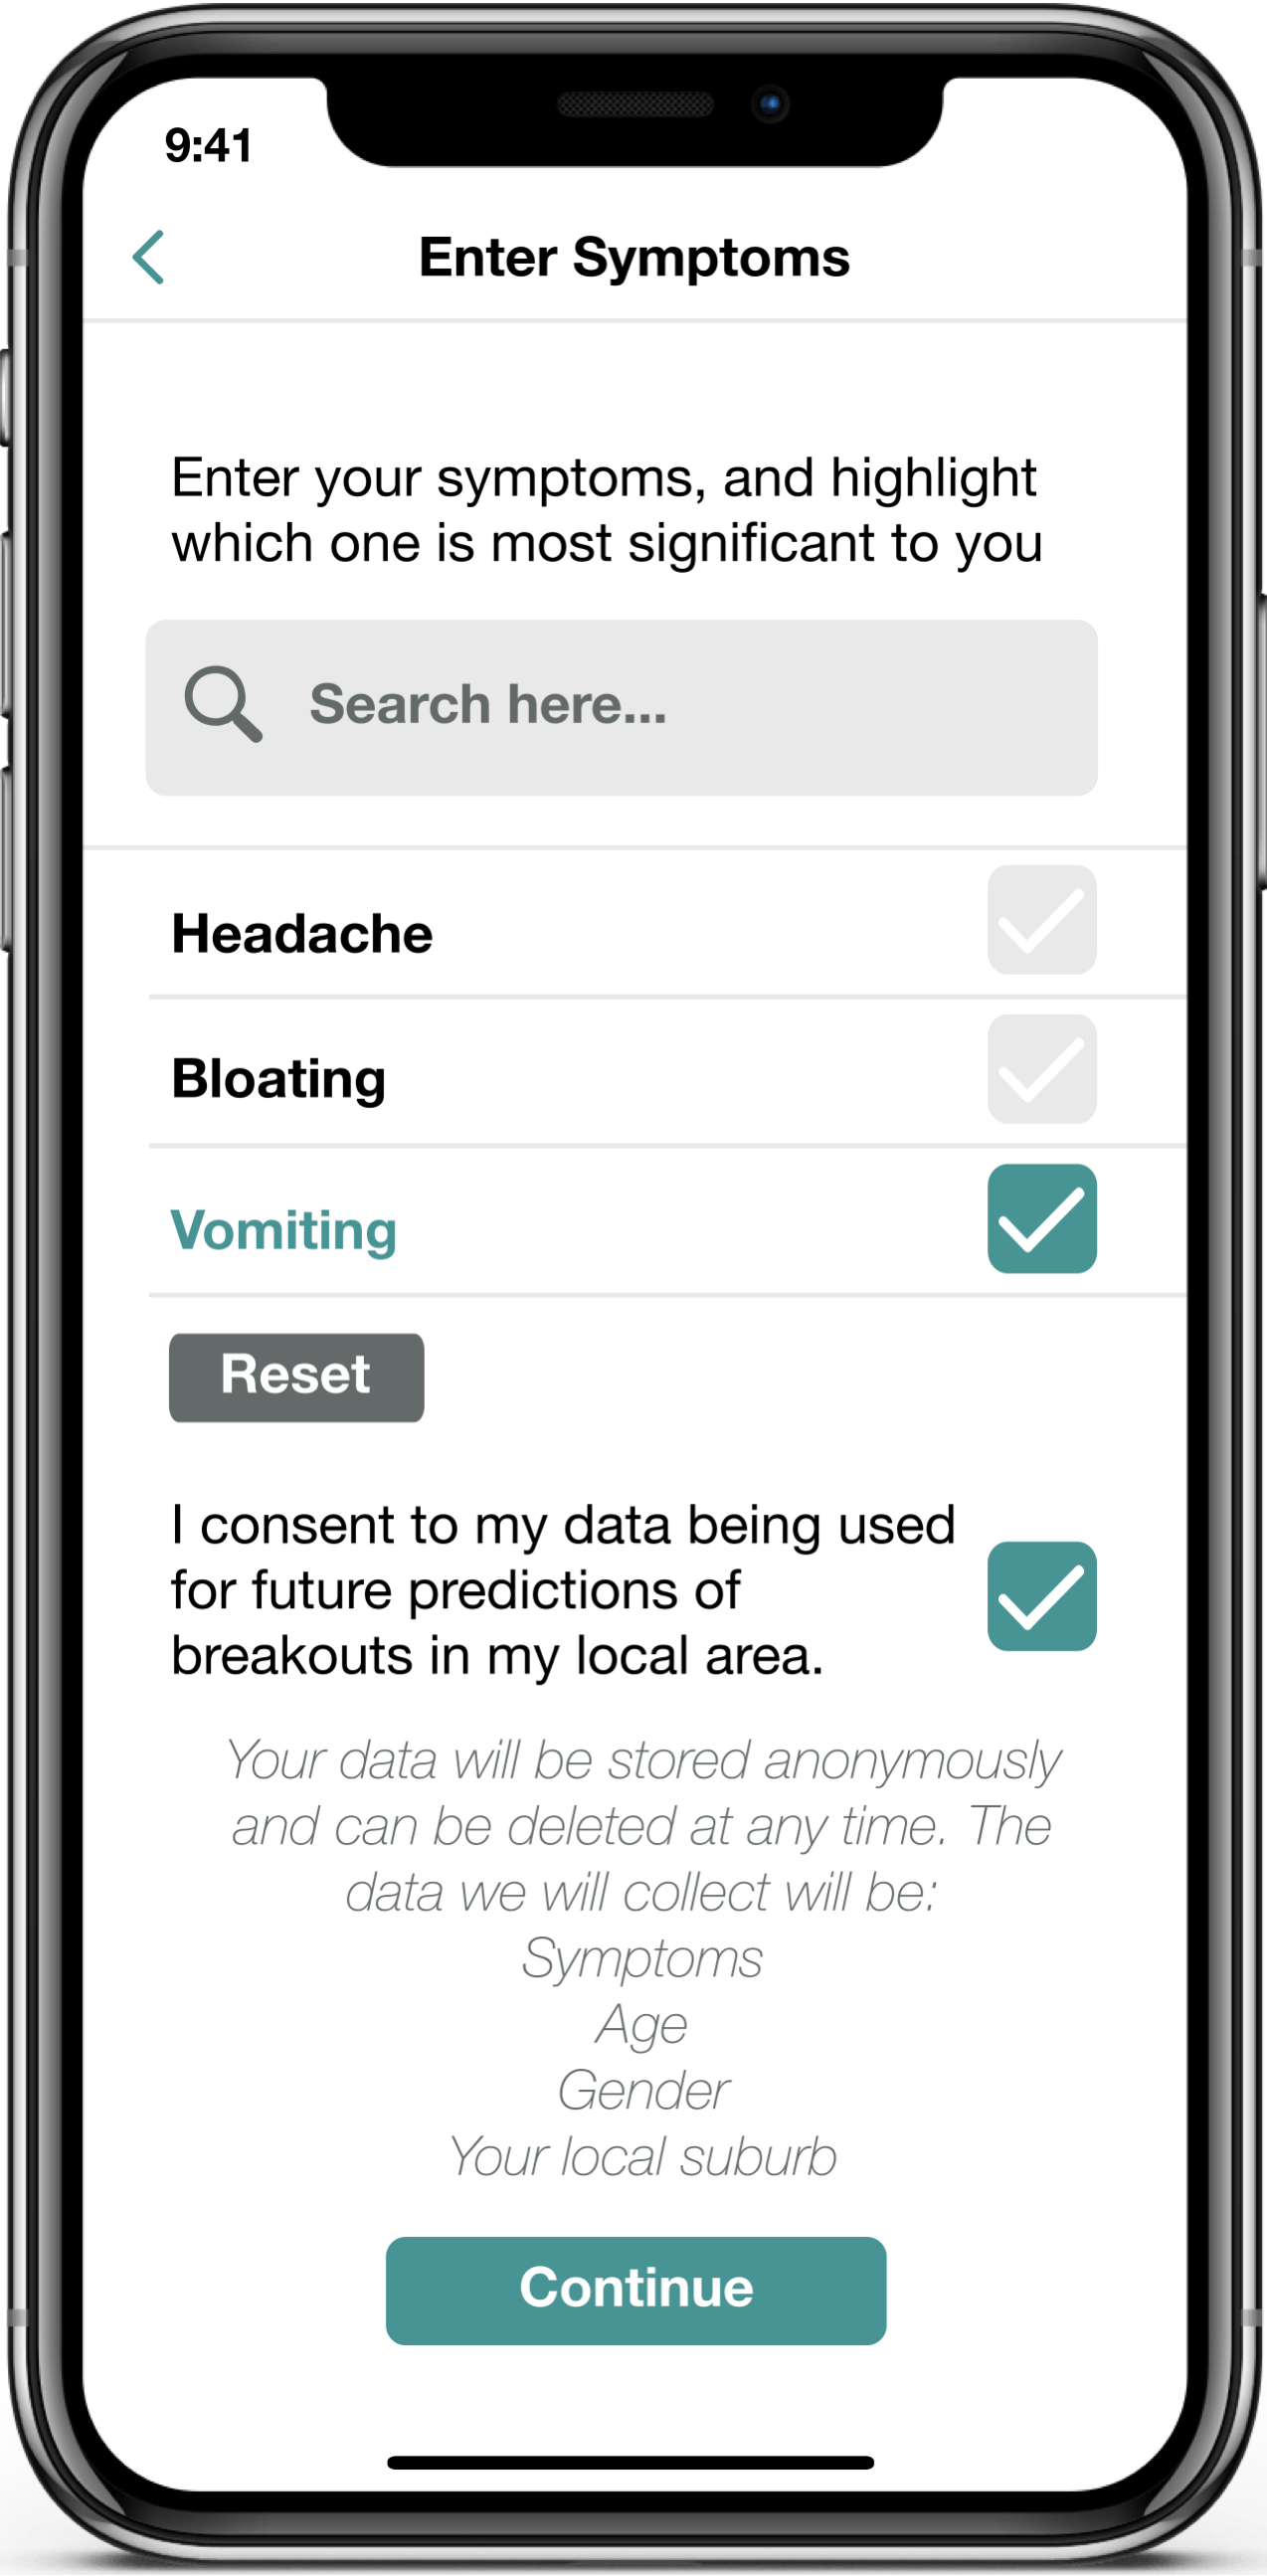 9:41
Enter Symptoms
Enter your symptoms, and highlight
which one is most significant to you
Search here...
Headache
Bloating
Vomiting
Reset
I consent to my data being used
for future predictions of
breakouts in my local area.
Your data will be stored anonymously
and can be deleted at any time. The
data we will collect will be:
Symptoms
Age
Gender
Your local suburb
Continue